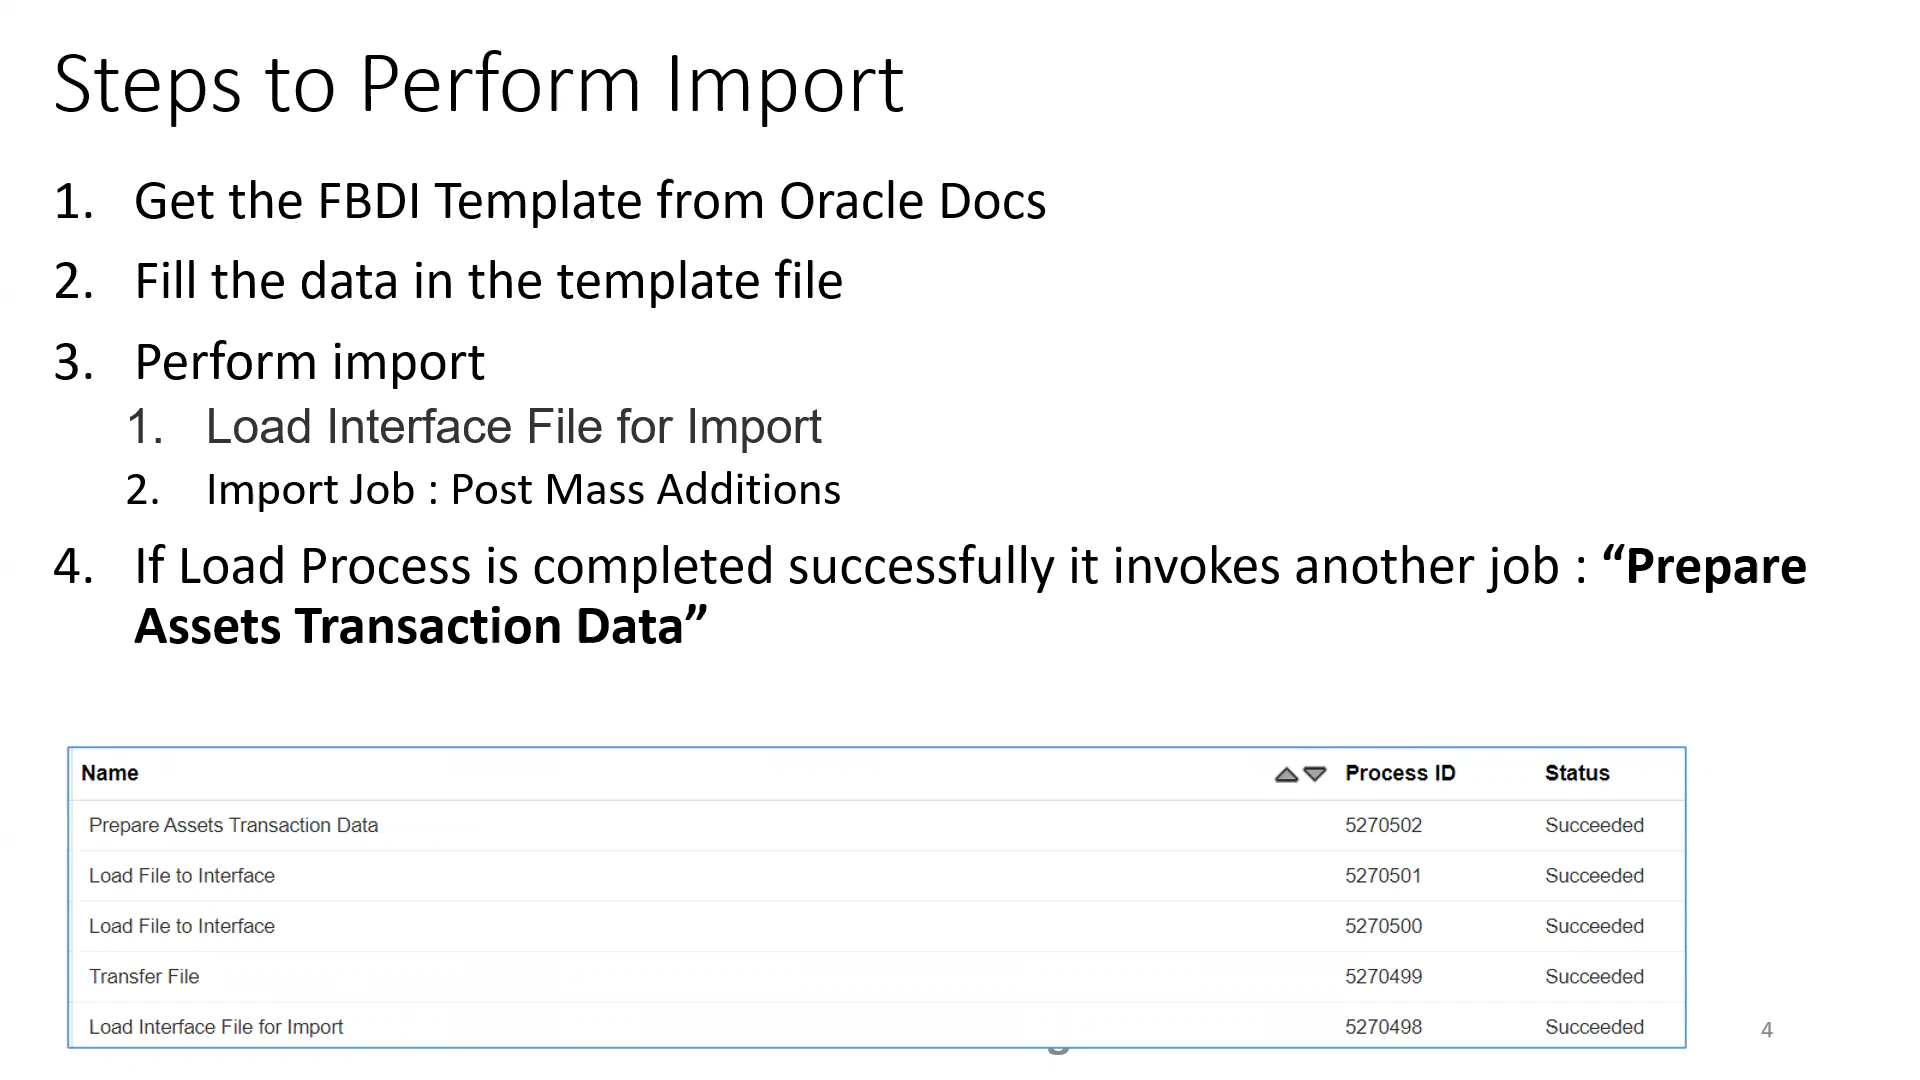 Steps to Perform Import
1. Get the FBDI Template from Oracle Docs
2. Fill the data in the template file
3. Perform import
1. Load Interface File for Import
2. Import Job : Post Mass Additions
4. If Load Process is completed successfully it invokes another job : “Prepare
Assets Transaction Data”
Name Process ID Status
Prepare Assets Transaction Data 5270502 Succeeded
Load File to Interface 5270501 Succeeded
Load File to Interface 5270500 Succeeded
Transfer File 5270499 Succeeded
Load Interface File for Import 5270498 Succeeded
4